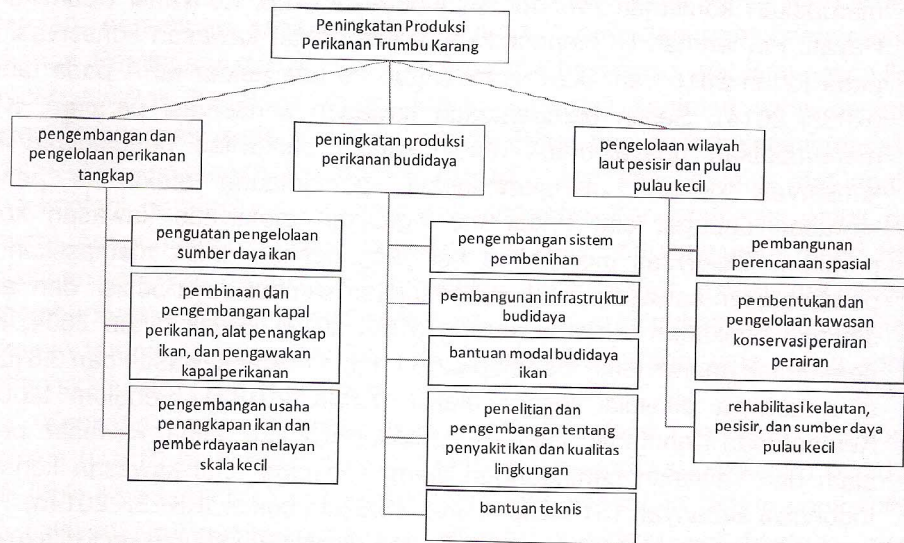 Peningkatan Produksi
Perikanan Trumbu Karang
pengembangan dan
pengelolaan perikanan
tangkap
peningkatan produksi
perikanan budidaya
pengelolaan wilayah
laut pesisir dan pulau
pulau kecil
penguatan pengelolaan
sumber daya ikan
pembinaan dan
pengembangan kapal
perikanan, alat penangkap
ikan, dan pengawakan
kapal perikanan
pengembangan usaha
penangkapan ikan dan
pemberdayaan nelayan
skala kecil
pengembangan sistem
pembenihan
pembangunan infrastruktur
budidaya
bantuan modal budidaya
ikan
penelitian dan
pengembangan tentang
penyakit ikan dan kualitas
lingkungan
bantuan teknis
pembangunan
perencanaan spasial
pembentukan dan
pengelolaan kawasan
konservasi perairan
perairan
rehabilitasi kelautan,
pesisir, dan sumber daya
pulau kecil